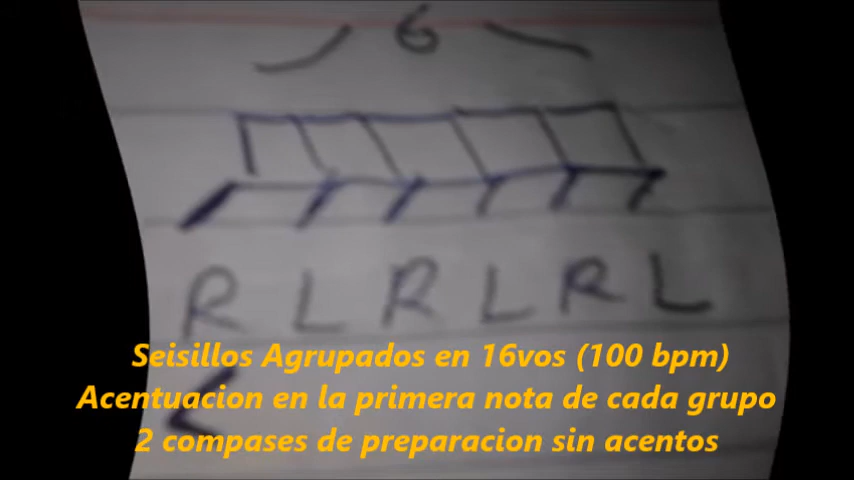 6
R L R L R L
Seisillos Agrupados en 16vos (100 bpm)
Acentuacion en la primera nota de cada grupo
2 compases de preparacion sin acentos